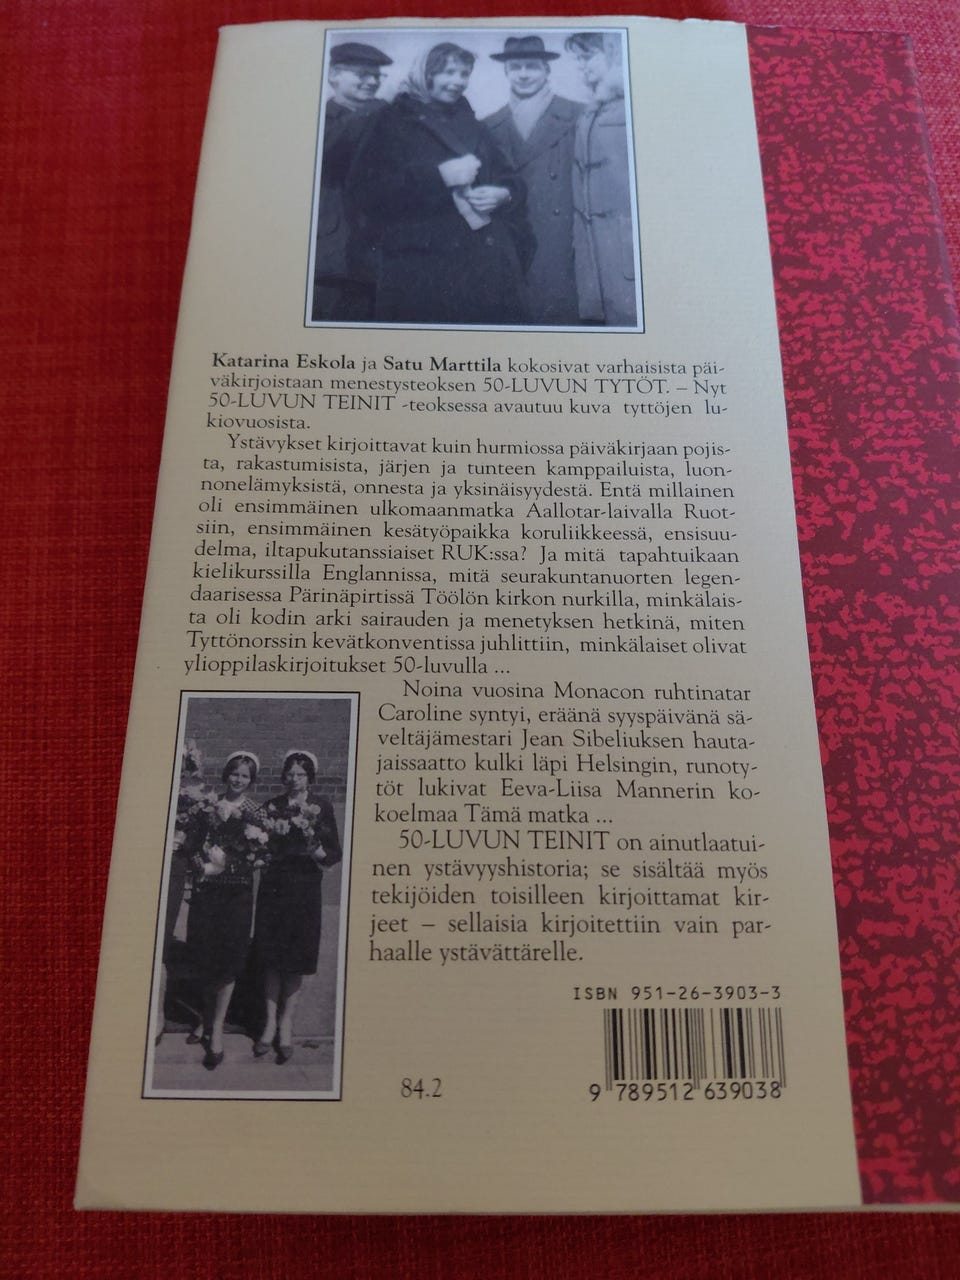 Katarina Eskola ja Satu Marttila kokosivat varhaisista päi-
väkirjoistaan menestysteoksen 50-LUVUN TYTÖT. – Nyt
50-LUVUN TEINIT -teoksessa avautuu kuva tyttöjen lu-
kiovuosista.
Ystävykset kirjoittavat kuin hurmiossa päiväkirjaan pojis-
ta, rakastumisista, järjen ja tunteen kamppailuista, luon-
nonelämyksistä, onnesta ja yksinäisyydestä. Entä millainen
oli ensimmäinen ulkomaanmatka Aallotar-laivalla Ruot-
siin, ensimmäinen kesätyöpaikka koruliikkeessä, ensisuu-
delma, iltapukutanssiaiset RUK:ssa? Ja mitä tapahtuikaan
kielikurssilla Englannissa, mitä seurakuntanuorten legen-
daarisessa Pärinäpirtissä Töölön kirkon nurkilla, minkälais-
ta oli kodin arki sairauden ja menetyksen hetkinä, miten
Tyttönorssin kevätkonventissa juhlittiin, minkälaiset olivat
ylioppilaskirjoitukset 50-luvulla ...
Noina vuosina Monacon ruhtinatar
Caroline syntyi, eräänä syyspäivänä sä-
veltäjämestari Jean Sibeliuksen hauta-
jaissaatto kulki läpi Helsingin, runoty-
töt lukivat Eeva-Liisa Mannerin ko-
koelmaa Tämä matka ...
50-LUVUN TEINIT on ainutlaatui-
nen ystävyyshistoria; se sisältää myös
tekijöiden toisilleen kirjoittamat kir-
jeet – sellaisia kirjoitettiin vain par-
haalle ystävättärelle.
ISBN 951-26-3903-3
84.2
9 789512 639038